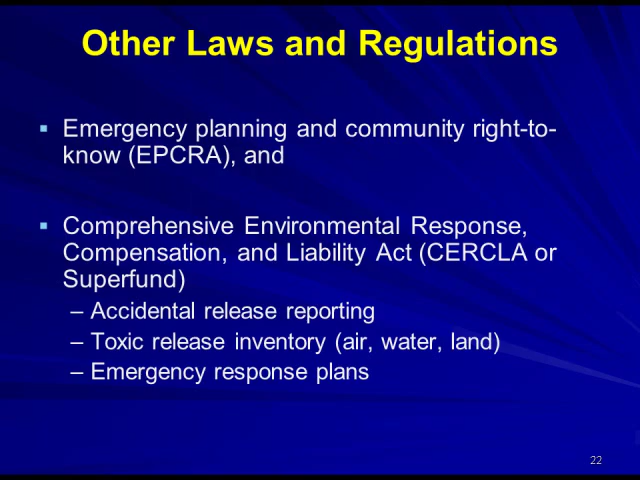 Other Laws and Regulations
▪ Emergency planning and community right-to-
know (EPCRA), and
▪ Comprehensive Environmental Response,
Compensation, and Liability Act (CERCLA or
Superfund)
– Accidental release reporting
– Toxic release inventory (air, water, land)
– Emergency response plans
22